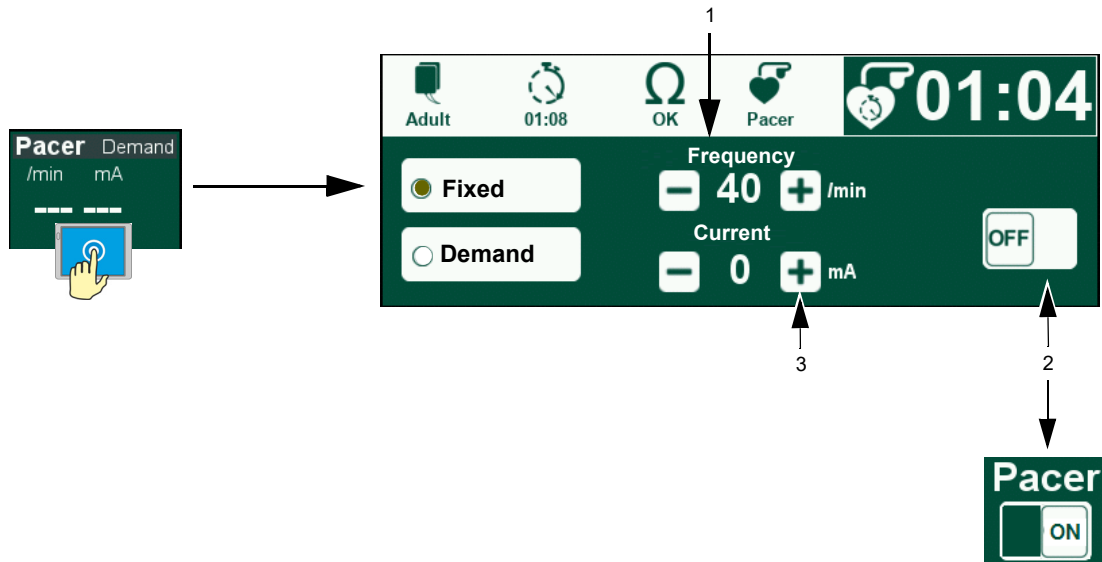 1
Adult
01:08
Ω
OK
Pacer
01:04
Pacer Demand
/min mA
--- ---
Fixed
Demand
Frequency
− 40 + /min
Current
− 0 + mA
OFF
3
2
Pacer
ON